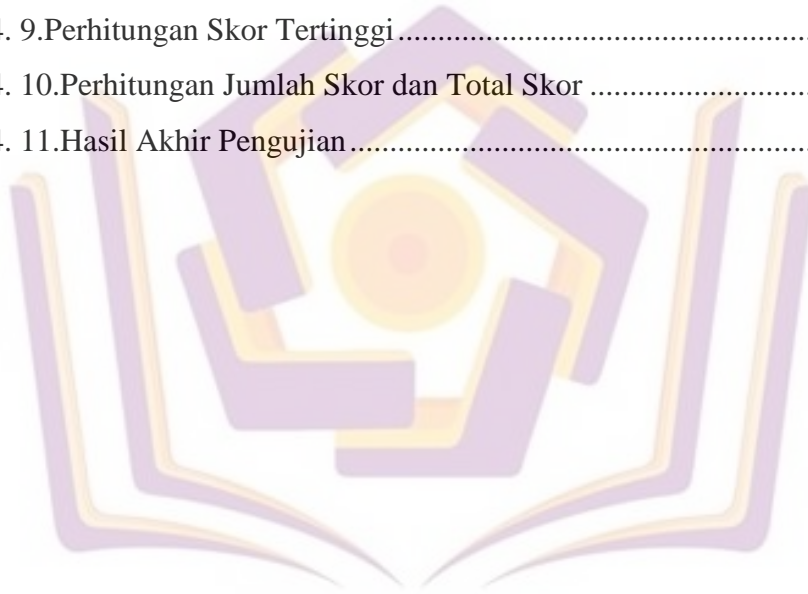 4. 9.Perhitungan Skor Tertinggi..............................................................
4. 10.Perhitungan Jumlah Skor dan Total Skor ............................
4. 11.Hasil Akhir Pengujian....................................................................